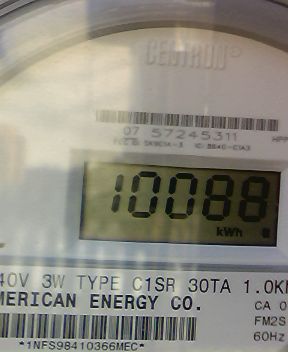 CENTRON®
07 57245311
10088
kWh
40V 3W TYPE C1SR 30TA 1.0K
MERICAN ENERGY CO. CA 0
FM2S
*1NFS98410366MEC* 60Hz